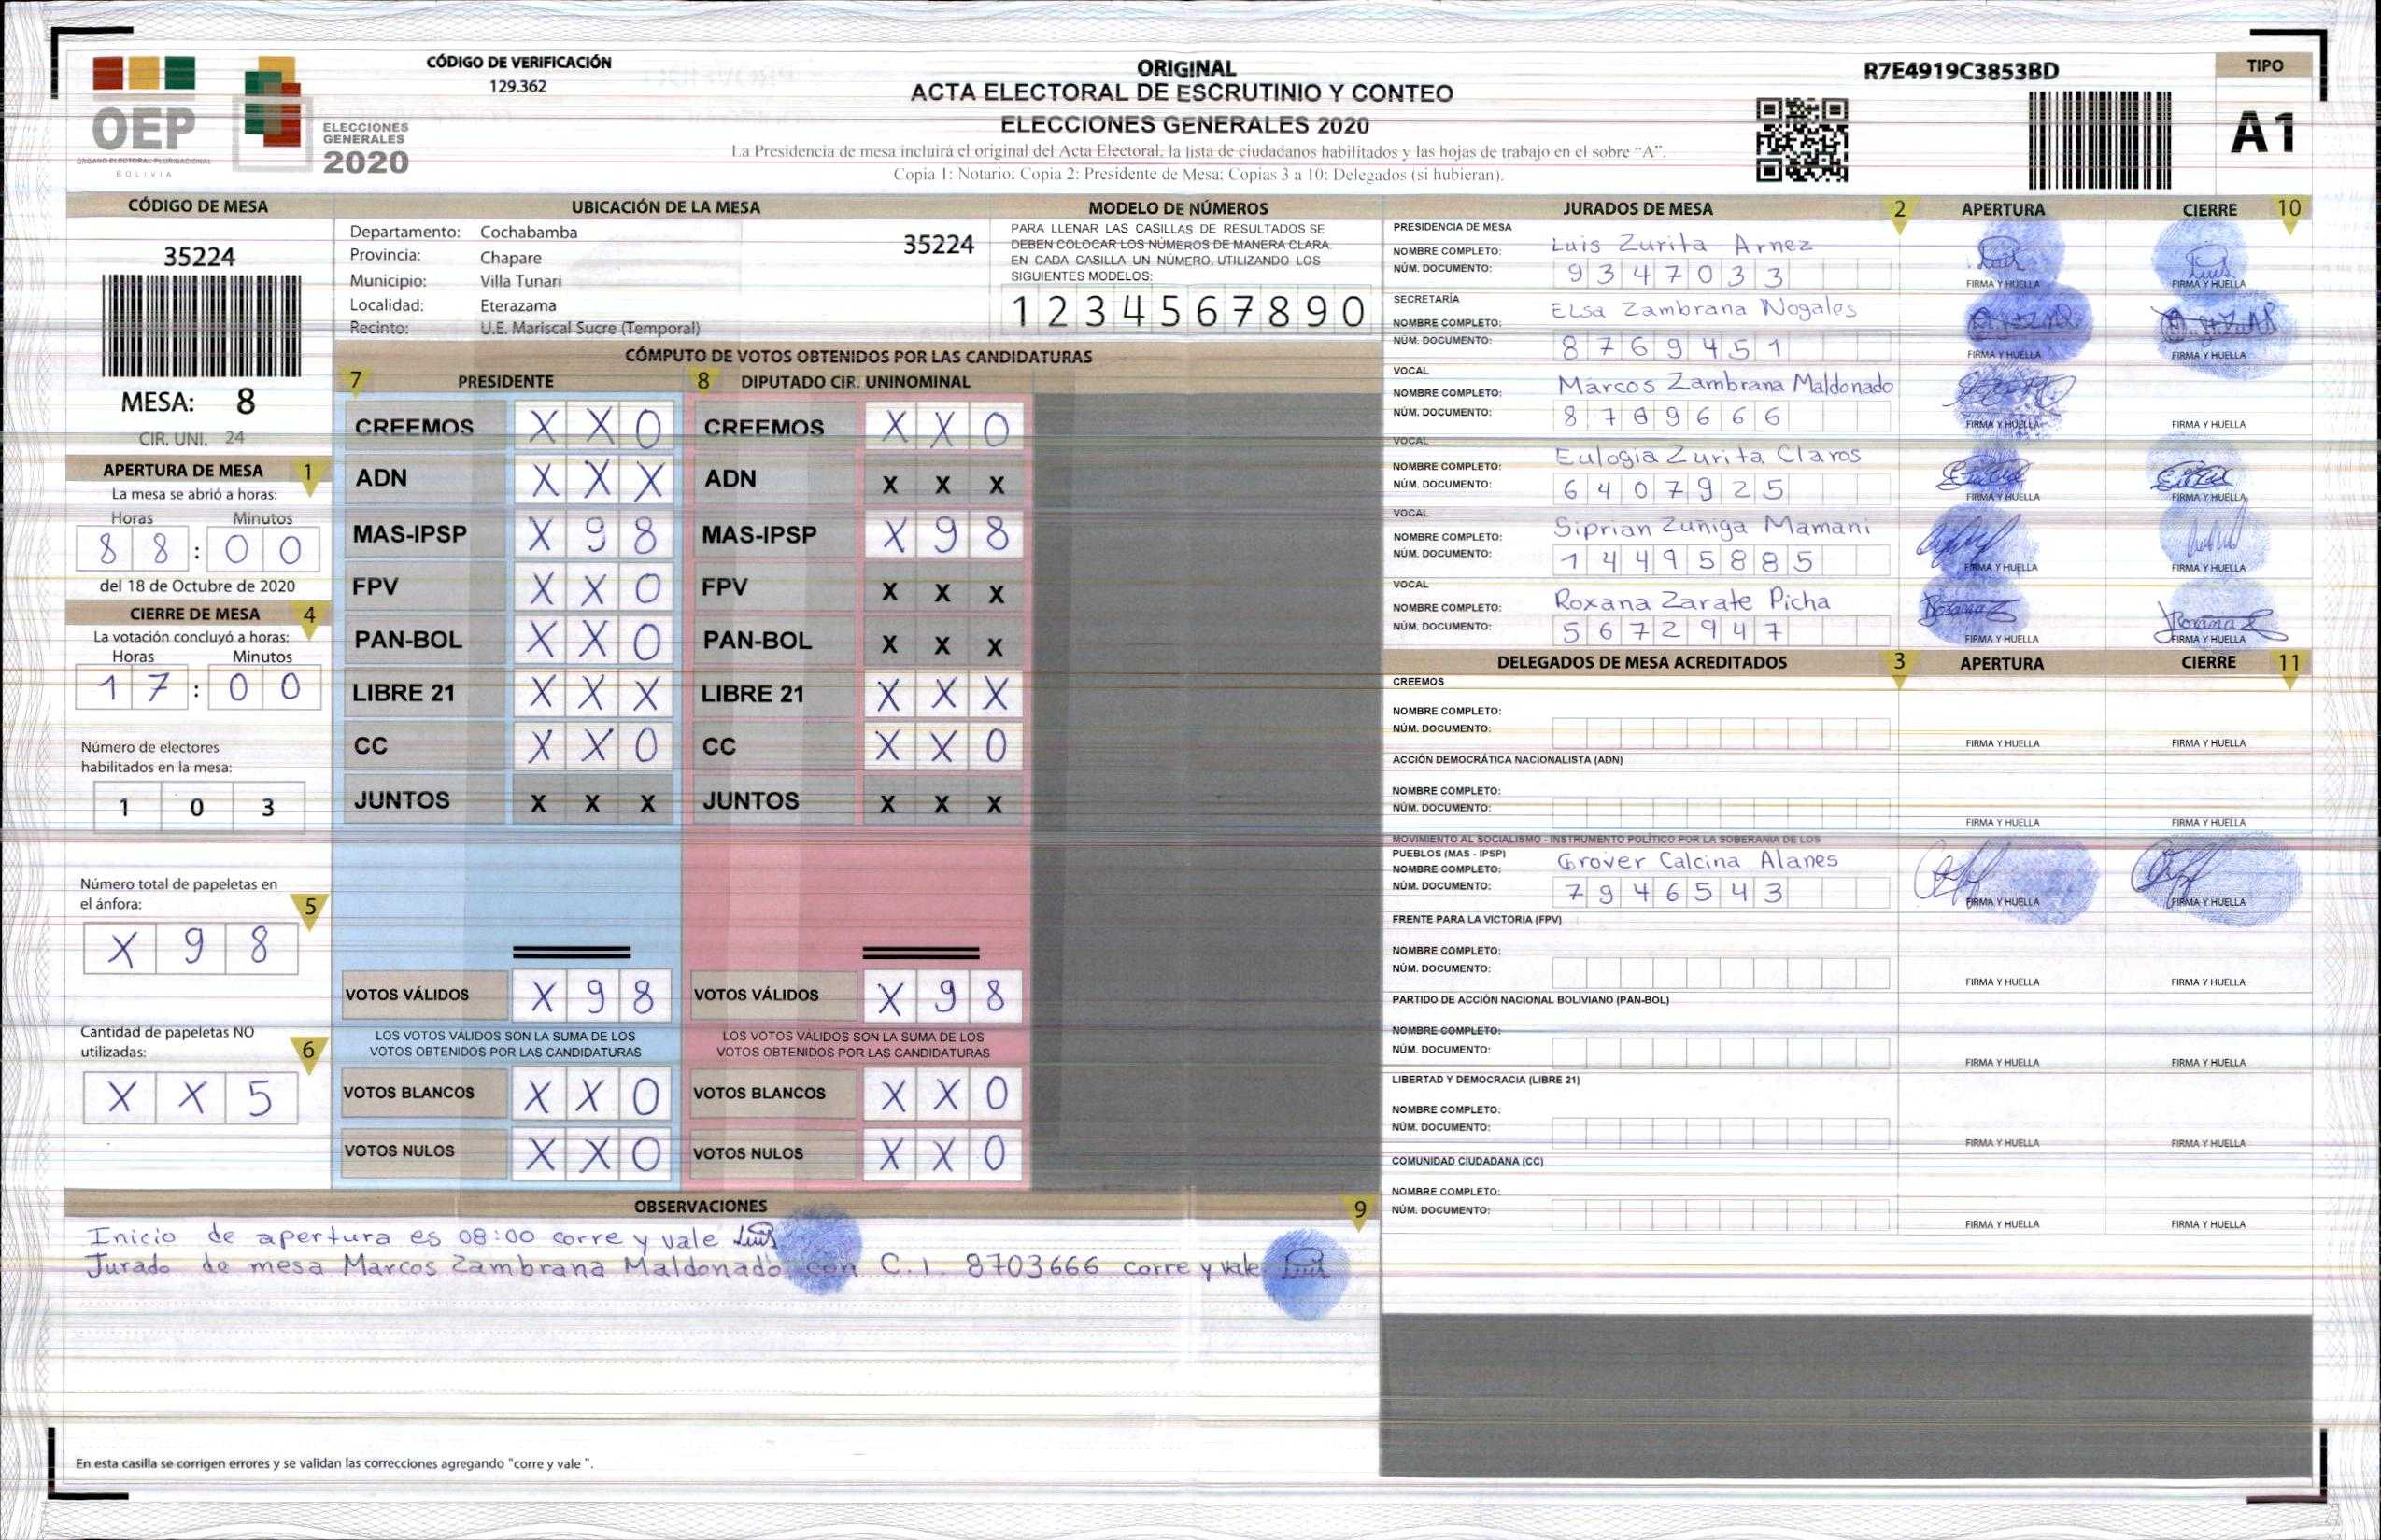 OEP
ÓRGANO ELECTORAL PLURINACIONAL
BOLIVIA
ELECCIONES
GENERALES
2020
CÓDIGO DE VERIFICACIÓN
129.362
ORIGINAL
ACTA ELECTORAL DE ESCRUTINIO Y CONTEO
ELECCIONES GENERALES 2020
La Presidencia de mesa incluirá el original del Acta Electoral, la lista de ciudadanos habilitados y las hojas de trabajo en el sobre "A".
Copia 1: Notario; Copia 2: Presidente de Mesa; Copias 3 a 10: Delegados (si hubieran).
R7E4919C3853BD
TIPO
A1
CÓDIGO DE MESA
35224
MESA: 8
CIR. UNI. 24
UBICACIÓN DE LA MESA
Departamento: Cochabamba
35224
Provincia: Chapare
Municipio: Villa Tunari
Localidad: Eterazama
Recinto: U.E. Mariscal Sucre (Temporal)
MODELO DE NÚMEROS
PARA LLENAR LAS CASILLAS DE RESULTADOS SE
DEBEN COLOCAR LOS NÚMEROS DE MANERA CLARA.
EN CADA CASILLA UN NÚMERO, UTILIZANDO LOS
SIGUIENTES MODELOS:
1 2 3 4 5 6 7 8 9 0
APERTURA DE MESA 1
La mesa se abrió a horas:
Horas Minutos
8 8 : 0 0
del 18 de Octubre de 2020
CIERRE DE MESA 4
La votación concluyó a horas:
Horas Minutos
1 7 : 0 0
Número de electores
habilitados en la mesa:
1 0 3
Número total de papeletas en
el ánfora: 5
X 9 8
Cantidad de papeletas NO
utilizadas: 6
X X 5
CÓMPUTO DE VOTOS OBTENIDOS POR LAS CANDIDATURAS
7 PRESIDENTE 8 DIPUTADO CIR. UNINOMINAL
CREEMOS X X 0 CREEMOS X X 0
ADN X X X ADN X X X
MAS-IPSP X 9 8 MAS-IPSP X 9 8
FPV X X 0 FPV X X X
PAN-BOL X X 0 PAN-BOL X X X
LIBRE 21 X X X LIBRE 21 X X X
CC X X 0 CC X X 0
JUNTOS X X X JUNTOS X X X
VOTOS VÁLIDOS X 9 8 VOTOS VÁLIDOS X 9 8
LOS VOTOS VÁLIDOS SON LA SUMA DE LOS LOS VOTOS VÁLIDOS SON LA SUMA DE LOS
VOTOS OBTENIDOS POR LAS CANDIDATURAS VOTOS OBTENIDOS POR LAS CANDIDATURAS
VOTOS BLANCOS X X 0 VOTOS BLANCOS X X 0
VOTOS NULOS X X 0 VOTOS NULOS X X 0
OBSERVACIONES 9
Inicio de apertura es 08:00 corre y vale Luis
Jurado de mesa Marcos Zambrana Maldonado con C.I. 8703666 corre y vale Luis
En esta casilla se corrigen errores y se validan las correcciones agregando "corre y vale ".
JURADOS DE MESA 2 APERTURA CIERRE 10
PRESIDENCIA DE MESA
NOMBRE COMPLETO: Luis Zurita Arnez
NÚM. DOCUMENTO: 9 3 4 7 0 3 3
FIRMA Y HUELLA FIRMA Y HUELLA
SECRETARÍA
NOMBRE COMPLETO: Elsa Zambrana Nogales
NÚM. DOCUMENTO: 8 7 6 9 4 5 1
FIRMA Y HUELLA FIRMA Y HUELLA
VOCAL
NOMBRE COMPLETO: Marcos Zambrana Maldonado
NÚM. DOCUMENTO: 8 7 0 9 6 6 6
FIRMA Y HUELLA FIRMA Y HUELLA
VOCAL
NOMBRE COMPLETO: Eulogia Zurita Claros
NÚM. DOCUMENTO: 6 4 0 7 9 2 5
FIRMA Y HUELLA FIRMA Y HUELLA
VOCAL
NOMBRE COMPLETO: Siprian Zuñiga Mamani
NÚM. DOCUMENTO: 1 4 4 9 5 8 8 5
FIRMA Y HUELLA FIRMA Y HUELLA
VOCAL
NOMBRE COMPLETO: Roxana Zarate Picha
NÚM. DOCUMENTO: 5 6 7 2 9 4 7
FIRMA Y HUELLA FIRMA Y HUELLA
DELEGADOS DE MESA ACREDITADOS 3 APERTURA CIERRE 11
CREEMOS
NOMBRE COMPLETO:
NÚM. DOCUMENTO:
FIRMA Y HUELLA FIRMA Y HUELLA
ACCIÓN DEMOCRÁTICA NACIONALISTA (ADN)
NOMBRE COMPLETO:
NÚM. DOCUMENTO:
FIRMA Y HUELLA FIRMA Y HUELLA
MOVIMIENTO AL SOCIALISMO - INSTRUMENTO POLÍTICO POR LA SOBERANÍA DE LOS
PUEBLOS (MAS - IPSP)
NOMBRE COMPLETO: Grover Calcina Alanes
NÚM. DOCUMENTO: 7 9 4 6 5 4 3
FIRMA Y HUELLA FIRMA Y HUELLA
FRENTE PARA LA VICTORIA (FPV)
NOMBRE COMPLETO:
NÚM. DOCUMENTO:
FIRMA Y HUELLA FIRMA Y HUELLA
PARTIDO DE ACCIÓN NACIONAL BOLIVIANO (PAN-BOL)
NOMBRE COMPLETO:
NÚM. DOCUMENTO:
FIRMA Y HUELLA FIRMA Y HUELLA
LIBERTAD Y DEMOCRACIA (LIBRE 21)
NOMBRE COMPLETO:
NÚM. DOCUMENTO:
FIRMA Y HUELLA FIRMA Y HUELLA
COMUNIDAD CIUDADANA (CC)
NOMBRE COMPLETO:
NÚM. DOCUMENTO:
FIRMA Y HUELLA FIRMA Y HUELLA